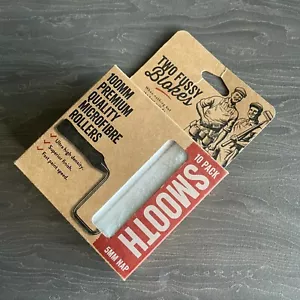 TWO FUSSY
Blokes
100MM
PREMIUM
QUALITY
MICROFIBRE
ROLLERS
Ultra high density.
Superior finish.
Fast paint speed.
10 PACK
SMOOTH
5MM NAP